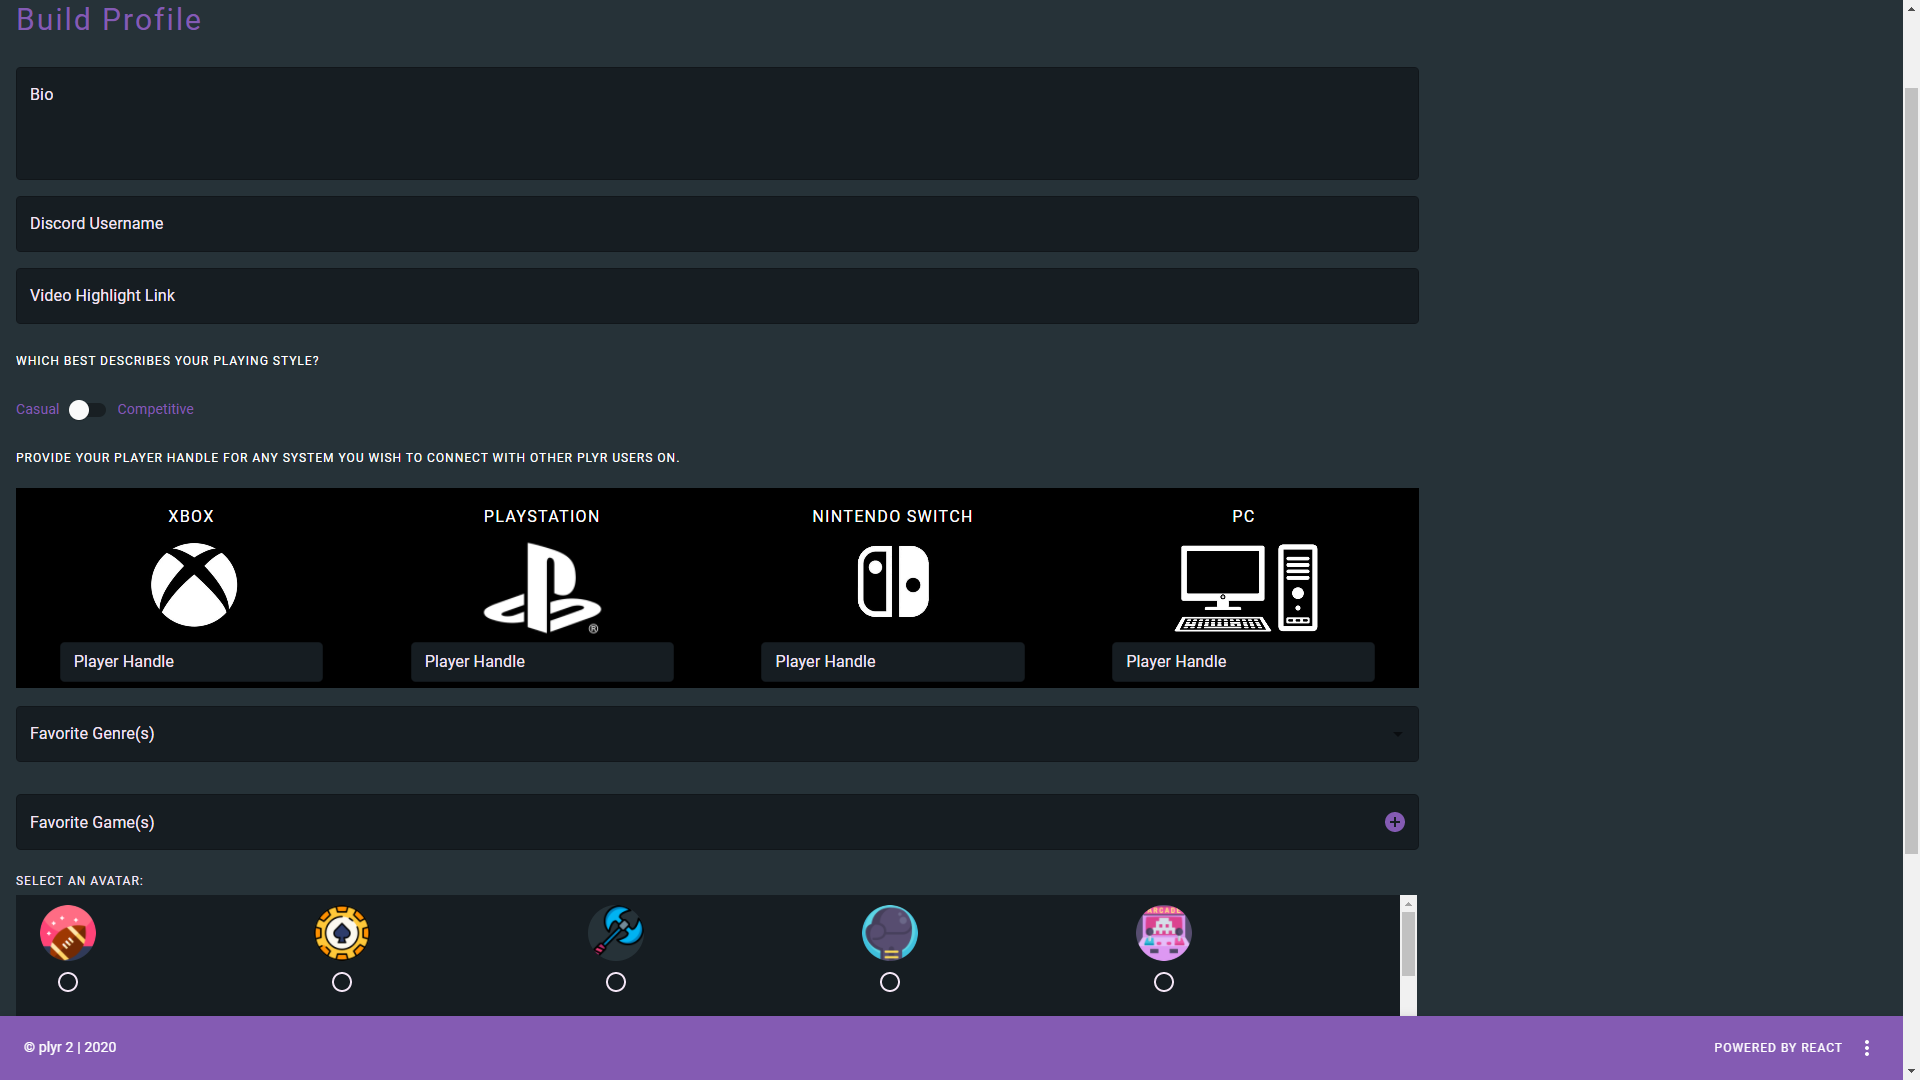 Build Profile
Bio
Discord Username
Video Highlight Link
WHICH BEST DESCRIBES YOUR PLAYING STYLE?
Casual Competitive
PROVIDE YOUR PLAYER HANDLE FOR ANY SYSTEM YOU WISH TO CONNECT WITH OTHER PLYR USERS ON.
XBOX PLAYSTATION NINTENDO SWITCH PC
®
Player Handle Player Handle Player Handle Player Handle
Favorite Genre(s)
Favorite Game(s)
SELECT AN AVATAR:
ARCADE
© plyr 2 | 2020 POWERED BY REACT